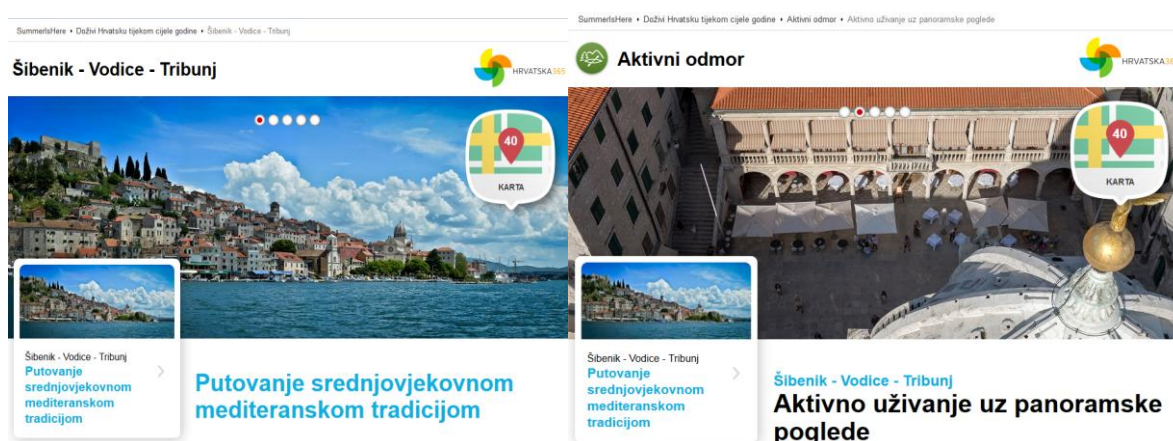 SummerIsHere • Doživi Hrvatsku tijekom cijele godine • Šibenik - Vodice - Tribunj
Šibenik - Vodice - Tribunj
HRVATSKA365
40
KARTA
Šibenik - Vodice - Tribunj
Putovanje
srednjovjekovnom
mediteranskom
tradicijom
Putovanje srednjovjekovnom
mediteranskom tradicijom
SummerIsHere • Doživi Hrvatsku tijekom cijele godine • Aktivni odmor • Aktivno uživanje uz panoramske poglede
Aktivni odmor
HRVATSKA36
40
KARTA
Šibenik - Vodice - Tribunj
Putovanje
srednjovjekovnom
mediteranskom
tradicijom
Šibenik - Vodice - Tribunj
Aktivno uživanje uz panoramske
poglede